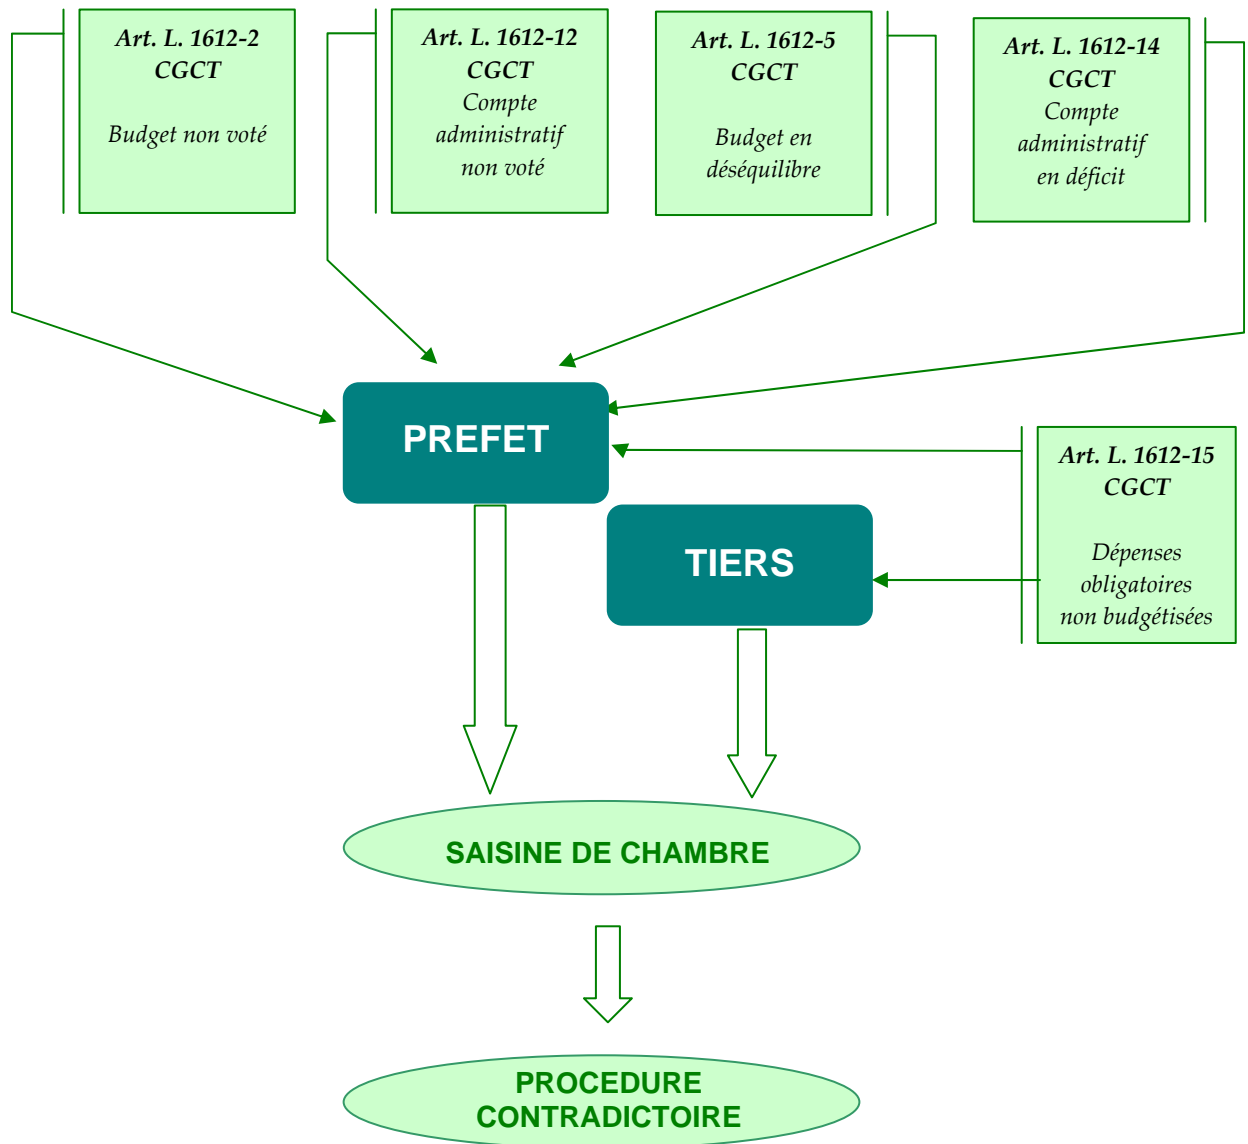 Art. L. 1612-2
CGCT
Budget non voté
Art. L. 1612-12
CGCT
Compte
administratif
non voté
Art. L. 1612-5
CGCT
Budget en
déséquilibre
Art. L. 1612-14
CGCT
Compte
administratif
en déficit
PREFET
Art. L. 1612-15
CGCT
Dépenses
obligatoires
non budgétisées
TIERS
SAISINE DE CHAMBRE
PROCEDURE
CONTRADICTOIRE